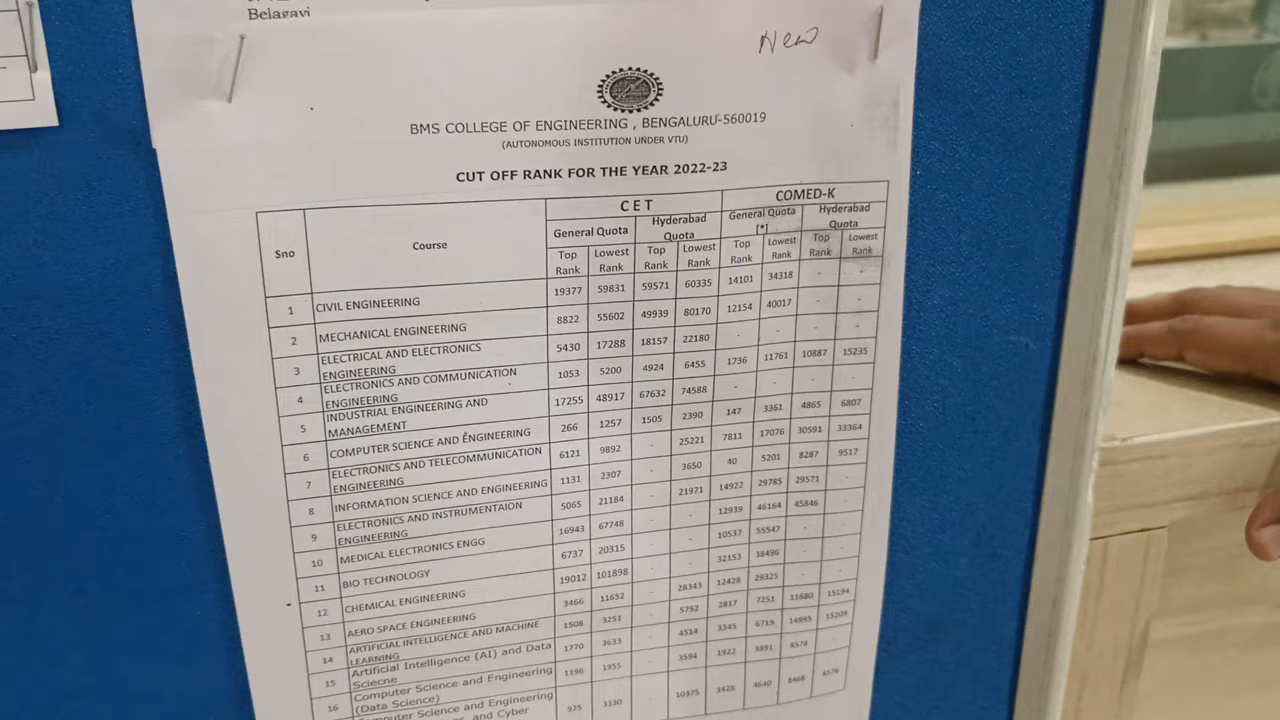 Belagavi
New
BMS COLLEGE OF ENGINEERING , BENGALURU-560019
(AUTONOMOUS INSTITUTION UNDER VTU)
CUT OFF RANK FOR THE YEAR 2022-23
Sno Course CET COMED-K
General Quota Hyderabad Quota General Quota [*] Hyderabad Quota
Top Rank Lowest Rank Top Rank Lowest Rank Top Rank Lowest Rank Top Rank Lowest Rank
1 CIVIL ENGINEERING 19377 59831 59571 60335 14101 34318 - -
2 MECHANICAL ENGINEERING 8822 55602 49939 80170 12154 40017 - -
3 ELECTRICAL AND ELECTRONICS ENGINEERING 5430 17288 18157 22180 - - - -
4 ELECTRONICS AND COMMUNICATION ENGINEERING 1053 5200 4924 6455 1736 11761 10887 15235
5 INDUSTRIAL ENGINEERING AND MANAGEMENT 17255 48917 67632 74588 - - - -
6 COMPUTER SCIENCE AND ENGINEERING 266 1257 1505 2390 147 3361 4865 6807
7 ELECTRONICS AND TELECOMMUNICATION ENGINEERING 6121 9892 - 25221 7811 17076 30591 33364
8 INFORMATION SCIENCE AND ENGINEERING 1131 2307 - 3650 40 5201 8287 9517
9 ELECTRONICS AND INSTRUMENTAION ENGINEERING 5065 21184 - 21971 14922 29785 29571 -
10 MEDICAL ELECTRONICS ENGG 16943 67748 - - 12939 46164 45846 -
11 BIO TECHNOLOGY 6737 20315 - - 10537 55547
12 CHEMICAL ENGINEERING 19012 101898 - - 32153 38496 - -
13 AERO SPACE ENGINEERING 3466 11652 - 28343 12428 29325 - -
14 ARTIFICIAL INTELLIGENCE AND MACHINE LEARNING 1508 3251 - 5752 2817 7251 11680 15194
15 Artificial Intelligence (AI) and Data Sciecne 1770 3633 - 4514 3345 6719 14995 15209
16 Computer Science and Engineering (Data Science) 1196 1955 - 3594 1922 3891 8578 -
Computer Science and Engineering and Cyber 975 3330 - 10375 3428 4640 8468 8576